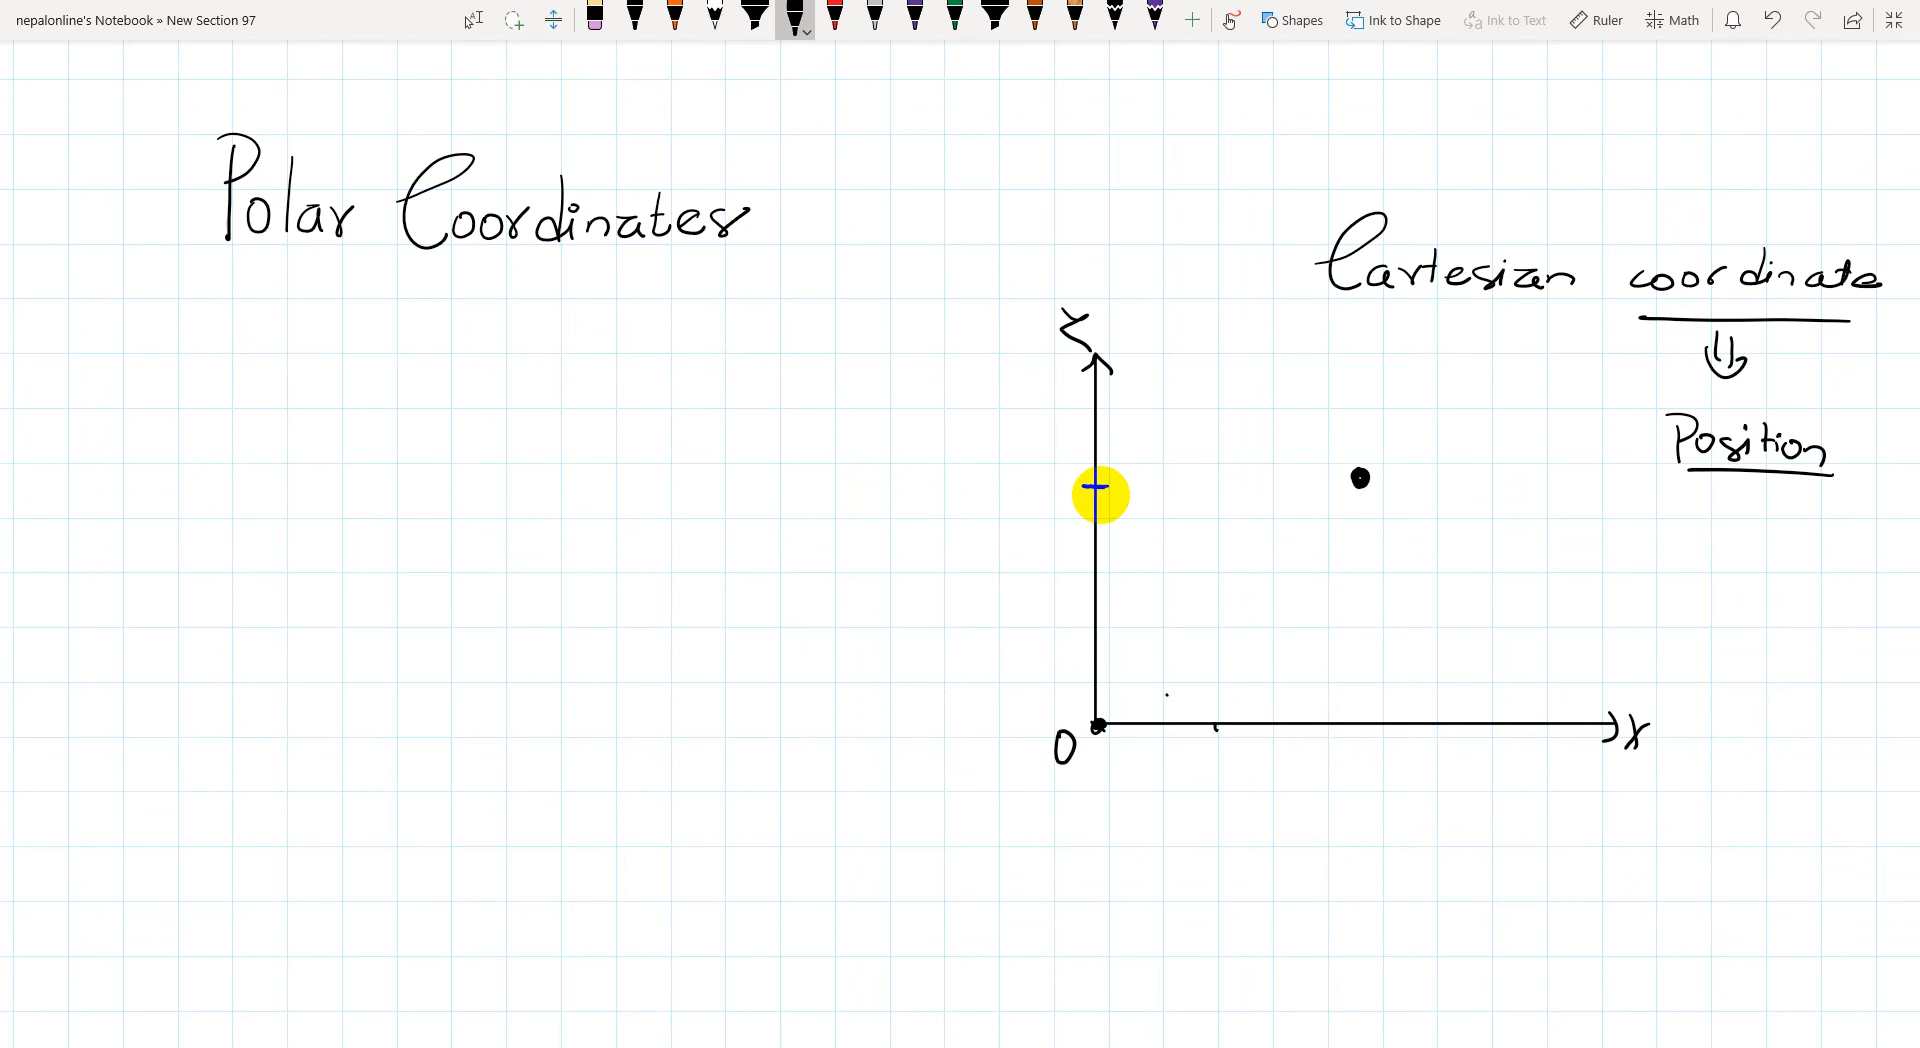 nepalonline's Notebook » New Section 97
Shapes
Ink to Shape
Ink to Text
Ruler
Math
Polar Coordinates
Cartesian coordinate
Position
Y
O
X